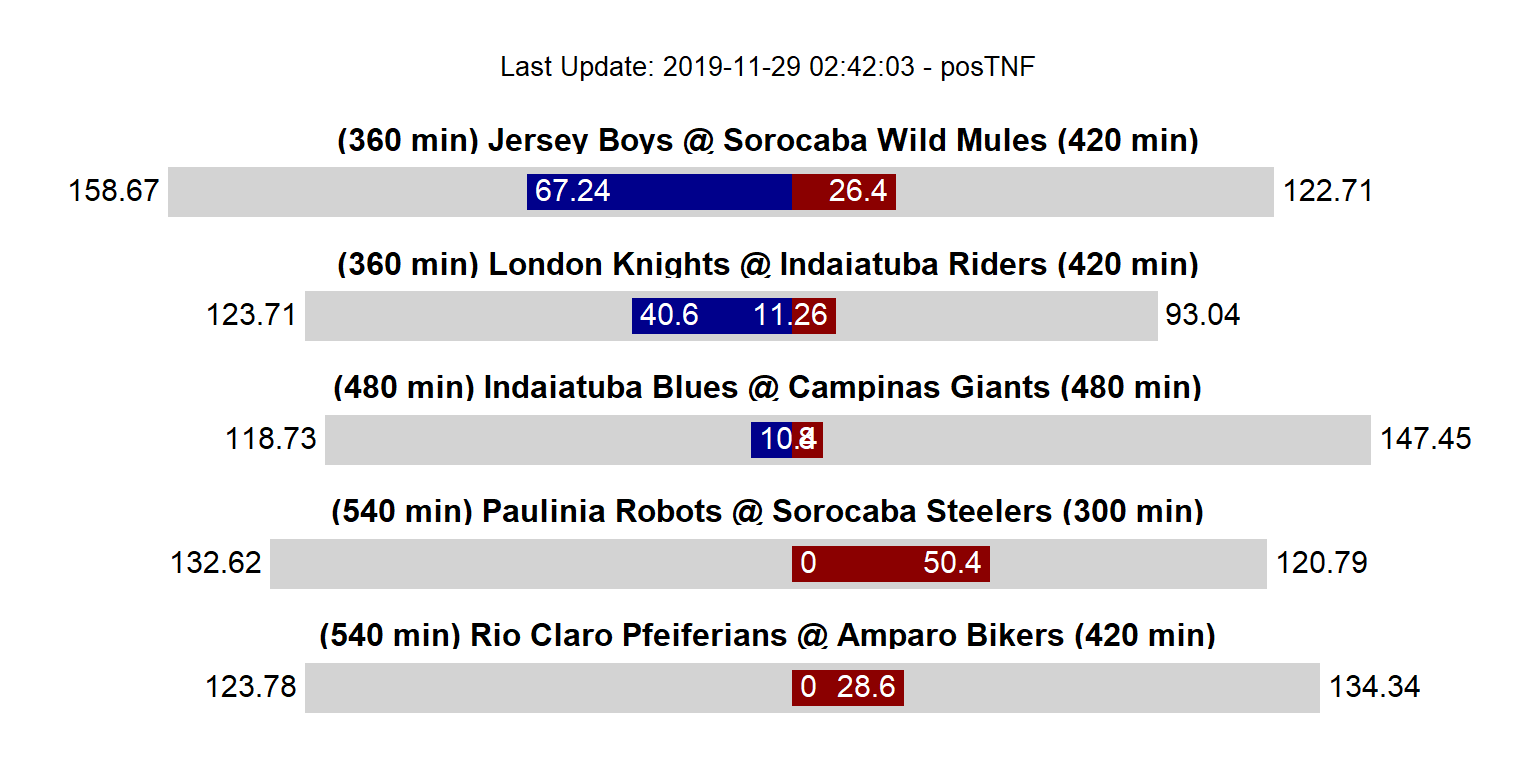 Last Update: 2019-11-29 02:42:03 - posTNF
(360 min) Jersey Boys @ Sorocaba Wild Mules (420 min)
158.67 67.24 26.4 122.71
(360 min) London Knights @ Indaiatuba Riders (420 min)
123.71 40.6 11.26 93.04
(480 min) Indaiatuba Blues @ Campinas Giants (480 min)
118.73 10.4 8 147.45
(540 min) Paulinia Robots @ Sorocaba Steelers (300 min)
132.62 0 50.4 120.79
(540 min) Rio Claro Pfeiferians @ Amparo Bikers (420 min)
123.78 0 28.6 134.34